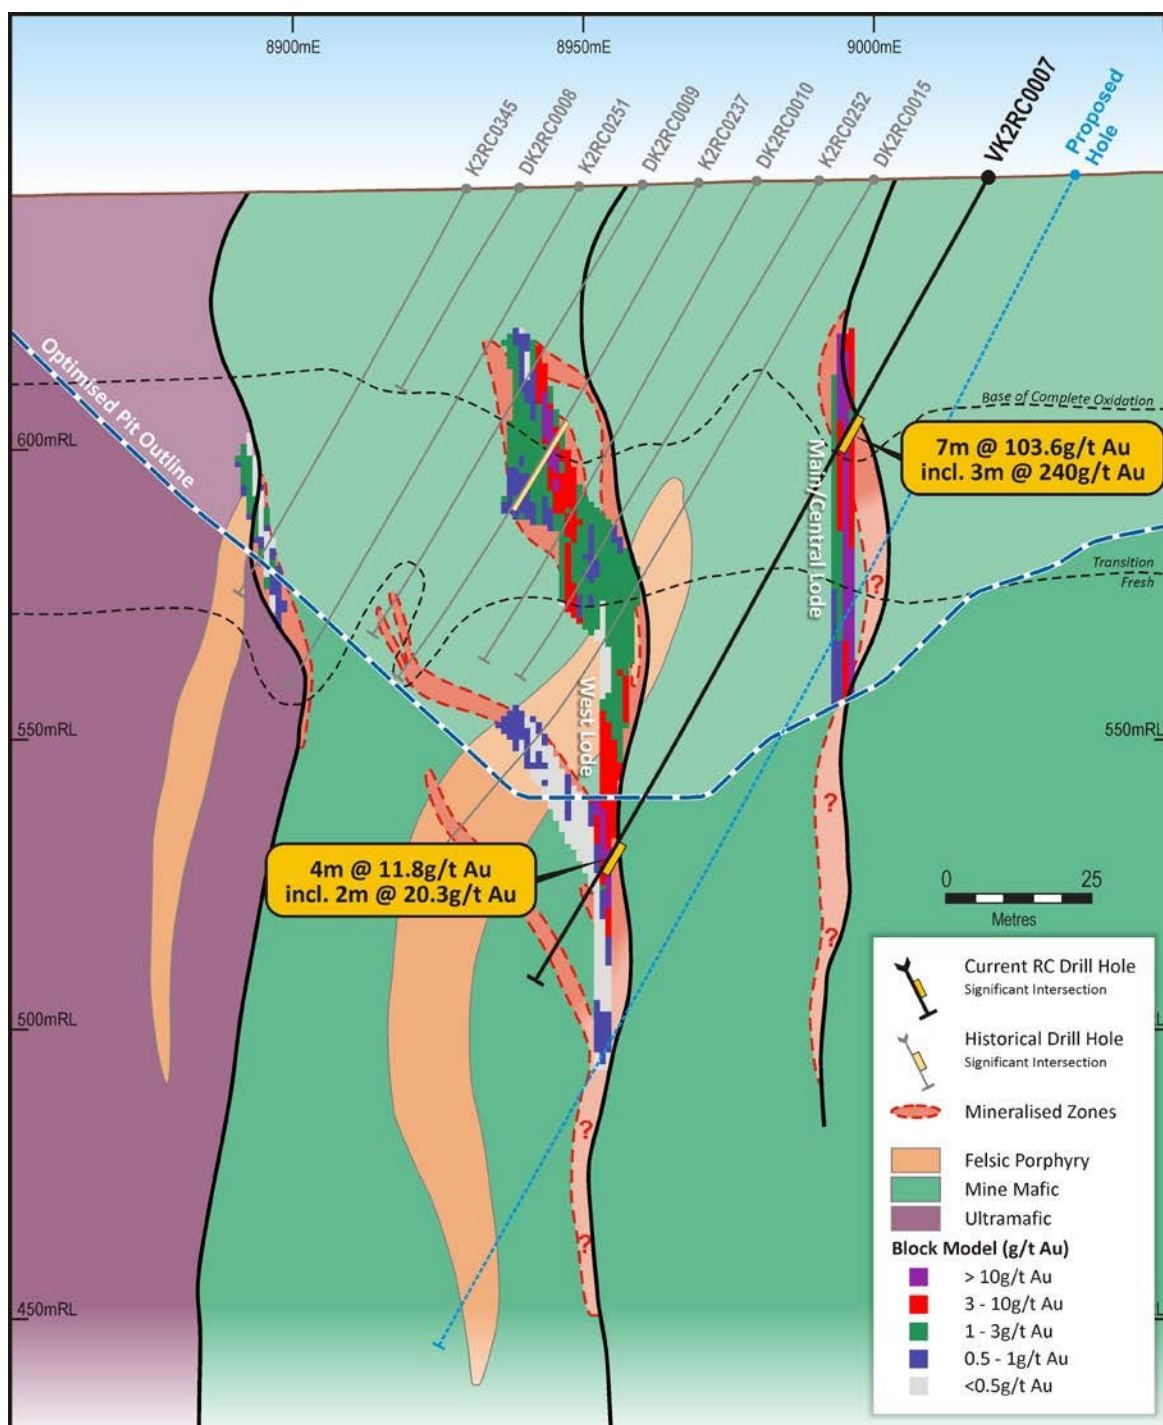 8900mE
8950mE
9000mE
K2RC0345
DK2RC0008
K2RC0251
DK2RC0009
K2RC0237
DK2RC0010
K2RC0252
DK2RC0015
VK2RC0007
Proposed
Hole
Optimised Pit Outline
Base of Complete Oxidation
600mRL
7m @ 103.6g/t Au
incl. 3m @ 240g/t Au
Main/Central Lode
Transition
Fresh
?
West Lode
550mRL
550mRL
?
4m @ 11.8g/t Au
incl. 2m @ 20.3g/t Au
0
25
Metres
?
500mRL
?
?
450mRL
Current RC Drill Hole
Significant Intersection
Historical Drill Hole
Significant Intersection
Mineralised Zones
Felsic Porphyry
Mine Mafic
Ultramafic
Block Model (g/t Au)
> 10g/t Au
3 - 10g/t Au
1 - 3g/t Au
0.5 - 1g/t Au
<0.5g/t Au